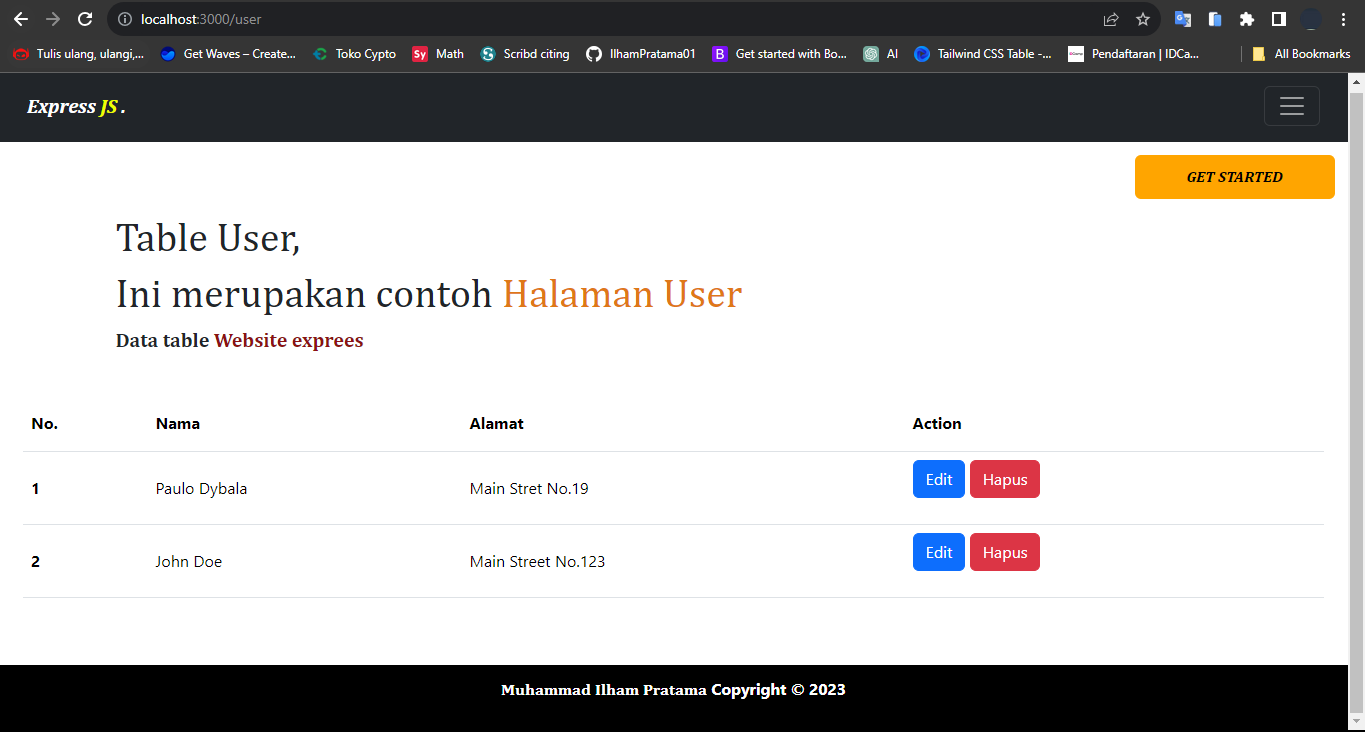 localhost:3000/user
Tulis ulang, ulangi,... Get Waves – Create... Toko Cypto Sy Math Scribd citing IlhamPratama01 B Get started with Bo... AI Tailwind CSS Table -... Pendaftaran | IDCa... All Bookmarks
Express JS .
GET STARTED
Table User,
Ini merupakan contoh Halaman User
Data table Website exprees
No. Nama Alamat Action
1 Paulo Dybala Main Stret No.19 Edit Hapus
2 John Doe Main Street No.123 Edit Hapus
Muhammad Ilham Pratama Copyright © 2023